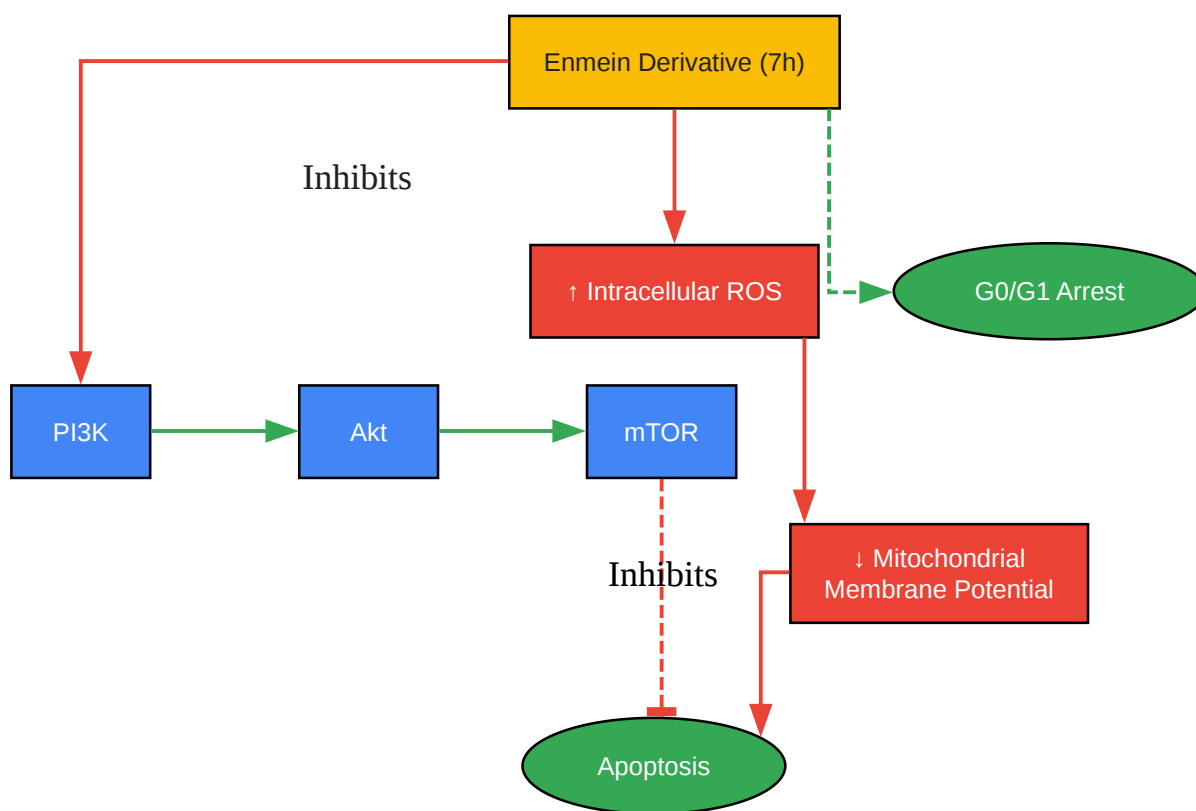 Enmein Derivative (7h)
Inhibits
↑ Intracellular ROS
G0/G1 Arrest
PI3K
Akt
mTOR
↓ Mitochondrial
Membrane Potential
Inhibits
Apoptosis